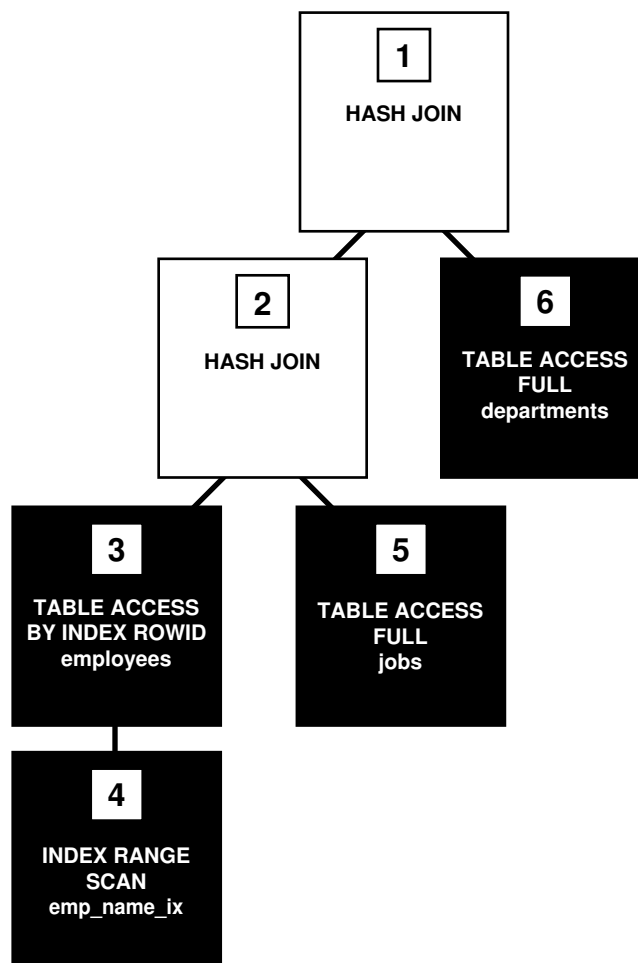 1
HASH JOIN
2
HASH JOIN
6
TABLE ACCESS
FULL
departments
3
TABLE ACCESS
BY INDEX ROWID
employees
5
TABLE ACCESS
FULL
jobs
4
INDEX RANGE
SCAN
emp_name_ix